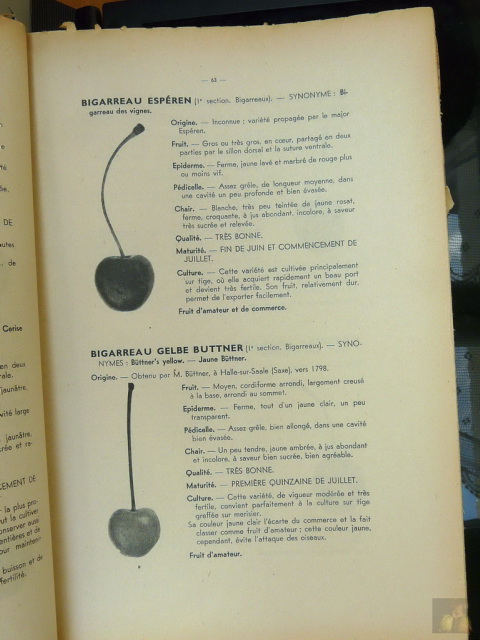 — 63 —
BIGARREAU ESPÉREN (1e section. Bigarreaux). — SYNONYME : Bi-
garreau des vignes.
Origine. — Inconnue ; variété propagée par le major
Espéren.
Fruit. — Gros ou très gros, en cœur, partagé en deux
parties par le sillon dorsal et la suture ventrale.
Epiderme. — Ferme, jaune lavé et marbré de rouge plus
ou moins vif.
Pédicelle. — Assez grêle, de longueur moyenne, dans
une cavité un peu profonde et bien évasée.
Chair. — Blanche, très peu teintée de jaune rosat,
ferme, croquante, à jus abondant, incolore, à saveur
très sucrée et relevée.
Qualité. — TRÈS BONNE.
Maturité. — FIN DE JUIN ET COMMENCEMENT DE
JUILLET.
Culture. — Cette variété est cultivée principalement
sur tige, où elle acquiert rapidement un beau port
et devient très fertile. Son fruit, relativement dur,
permet de l'exporter facilement.
Fruit d'amateur et de commerce.
BIGARREAU GELBE BUTTNER (1e section. Bigarreaux). — SYNO-
NYMES : Büttner's yellow. — Jaune Büttner.
Origine. — Obtenu par M. Büttner, à Halle-sur-Saale (Saxe), vers 1798.
Fruit. — Moyen, cordiforme arrondi, largement creusé
à la base, arrondi au sommet.
Epiderme. — Ferme, tout d'un jaune clair, un peu
transparent.
Pédicelle. — Assez grêle, bien allongé, dans une cavité
bien évasée.
Chair. — Un peu tendre, jaune ambrée, à jus abondant
et incolore, à saveur bien sucrée, bien agréable.
Qualité. — TRÈS BONNE.
Maturité. — PREMIÈRE QUINZAINE DE JUILLET.
Culture. — Cette variété, de vigueur modérée et très
fertile, convient parfaitement à la culture sur tige
greffée sur merisier.
Sa couleur jaune clair l'écarte du commerce et la fait
classer comme fruit d'amateur ; cette couleur jaune,
cependant, évite l'attaque des oiseaux.
Fruit d'amateur.